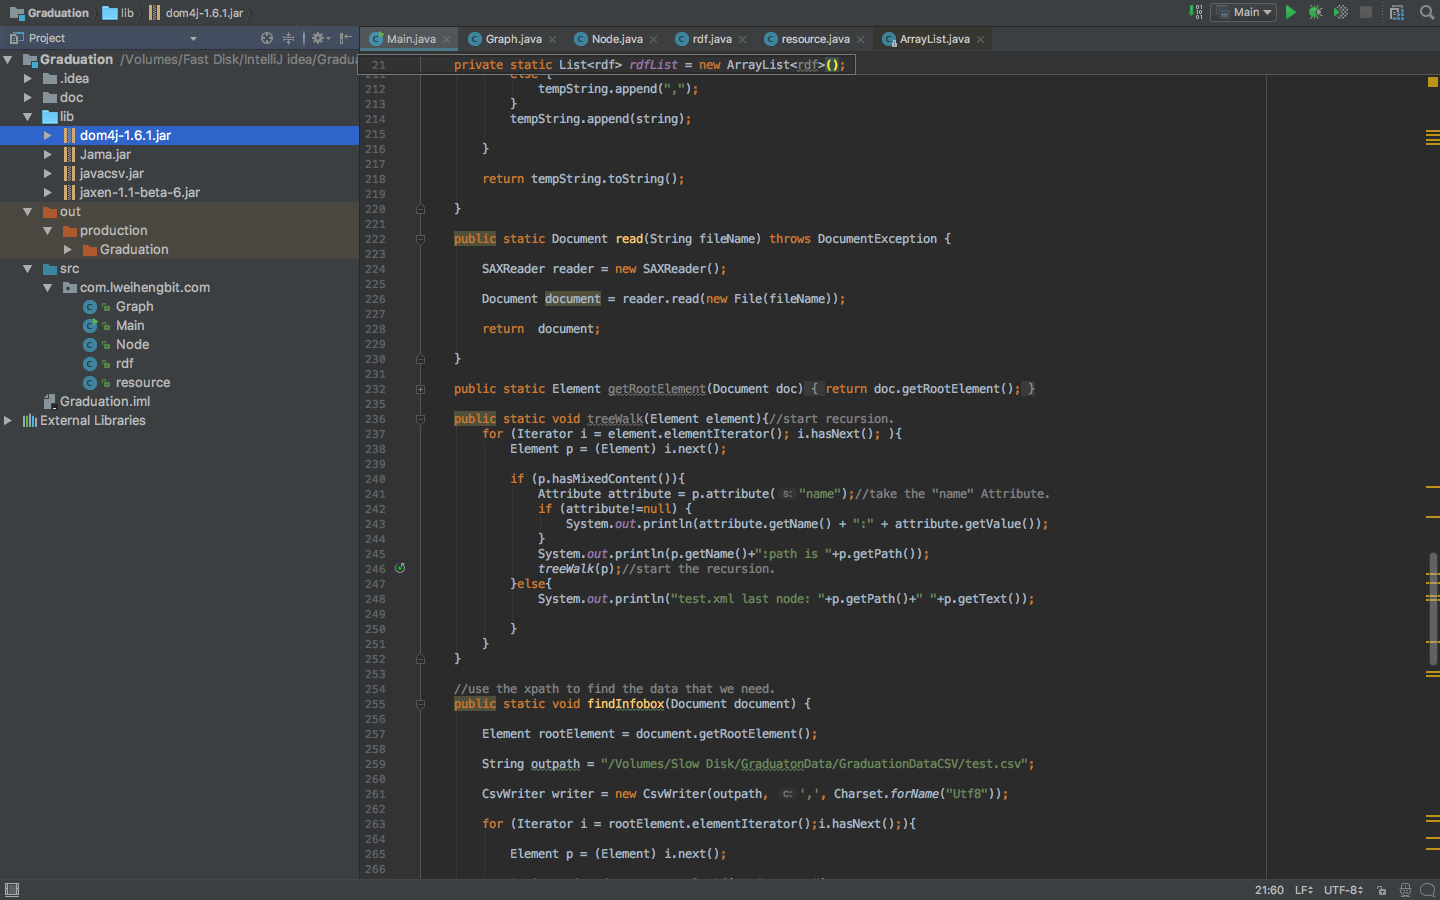 Graduation lib dom4j-1.6.1.jar Main
Project
Main.java Graph.java Node.java rdf.java resource.java ArrayList.java
Graduation /Volumes/Fast Disk/IntelliJ idea/Gradua
.idea
doc
lib
dom4j-1.6.1.jar
Jama.jar
javacsv.jar
jaxen-1.1-beta-6.jar
out
production
Graduation
src
com.lweihengbit.com
Graph
Main
Node
rdf
resource
Graduation.iml
External Libraries
21 private static List<rdf> rdfList = new ArrayList<rdf>();
211 else {
212 tempString.append(",");
213 }
214 tempString.append(string);
215
216 }
217
218 return tempString.toString();
219
220 }
221
222 public static Document read(String fileName) throws DocumentException {
223
224 SAXReader reader = new SAXReader();
225
226 Document document = reader.read(new File(fileName));
227
228 return  document;
229
230 }
231
232 public static Element getRootElement(Document doc) { return doc.getRootElement(); }
235
236 public static void treeWalk(Element element){//start recursion.
237 for (Iterator i = element.elementIterator(); i.hasNext(); ){
238 Element p = (Element) i.next();
239
240 if (p.hasMixedContent()){
241 Attribute attribute = p.attribute( s: "name");//take the "name" Attribute.
242 if (attribute!=null) {
243 System.out.println(attribute.getName() + ":" + attribute.getValue());
244 }
245 System.out.println(p.getName()+":path is "+p.getPath());
246 treeWalk(p);//start the recursion.
247 }else{
248 System.out.println("test.xml last node: "+p.getPath()+" "+p.getText());
249
250 }
251 }
252 }
253
254 //use the xpath to find the data that we need.
255 public static void findInfobox(Document document) {
256
257 Element rootElement = document.getRootElement();
258
259 String outpath = "/Volumes/Slow Disk/GraduatonData/GraduationDataCSV/test.csv";
260
261 CsvWriter writer = new CsvWriter(outpath, c: ',', Charset.forName("Utf8"));
262
263 for (Iterator i = rootElement.elementIterator();i.hasNext();){
264
265 Element p = (Element) i.next();
266
21:60 LF UTF-8